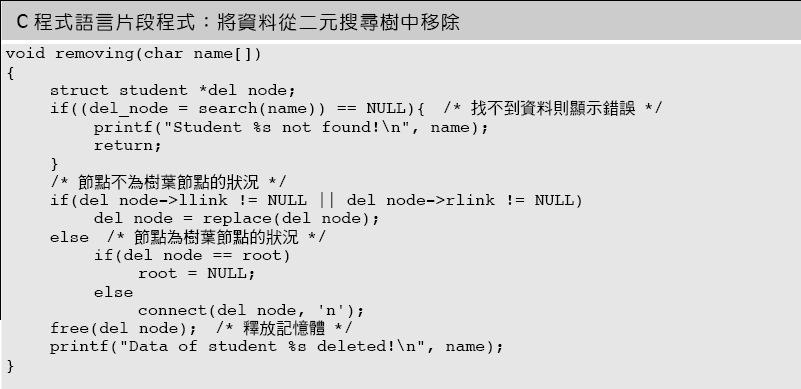 C 程式語言片段程式：將資料從二元搜尋樹中移除
void removing(char name[])
{
struct student *del node;
if((del_node = search(name)) == NULL){ /* 找不到資料則顯示錯誤 */
printf("Student %s not found!\n", name);
return;
}
/* 節點不為樹葉節點的狀況 */
if(del node->llink != NULL || del node->rlink != NULL)
del node = replace(del node);
else /* 節點為樹葉節點的狀況 */
if(del node == root)
root = NULL;
else
connect(del node, 'n');
free(del node); /* 釋放記憶體 */
printf("Data of student %s deleted!\n", name);
}